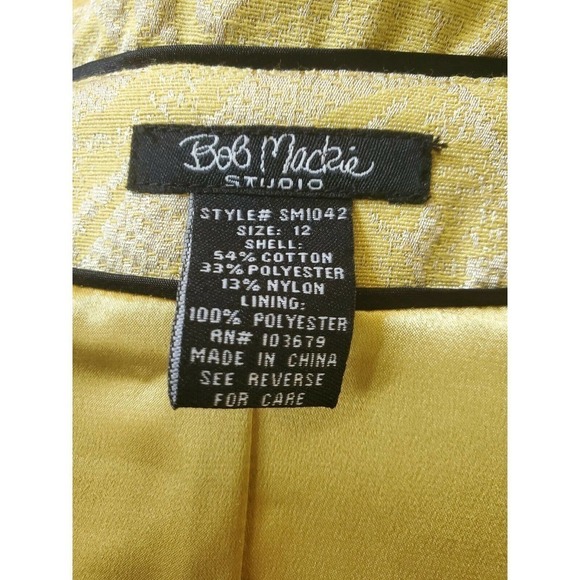 Bob Mackie
STUDIO
STYLE# SM1042
SIZE: 12
SHELL:
54% COTTON
33% POLYESTER
13% NYLON
LINING:
100% POLYESTER
RN# 103679
MADE IN CHINA
SEE REVERSE
FOR CARE